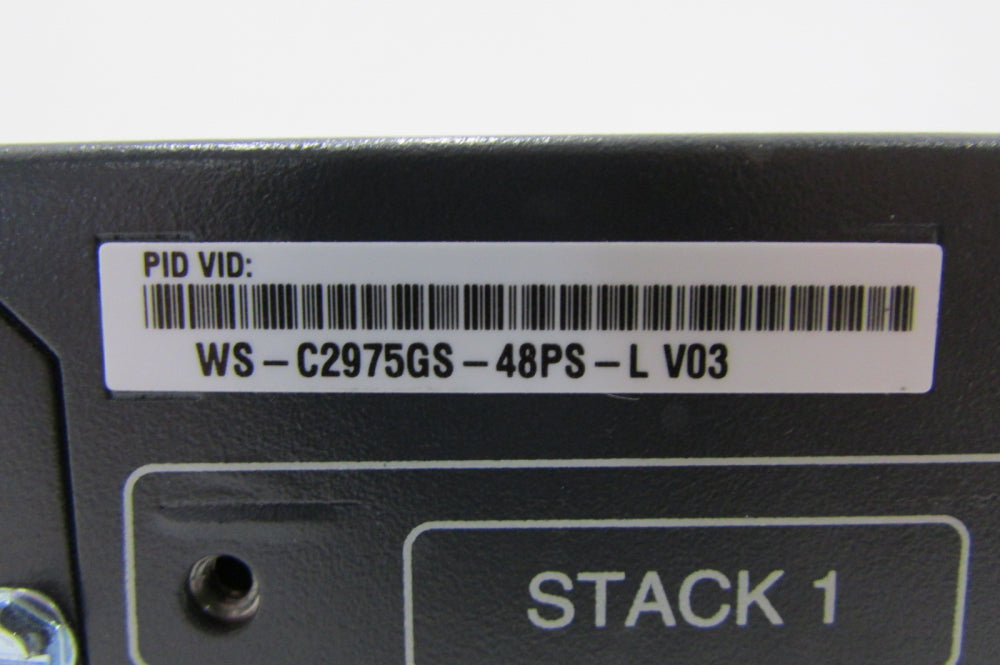 PID VID:
WS-C2975GS-48PS-L V03
STACK 1